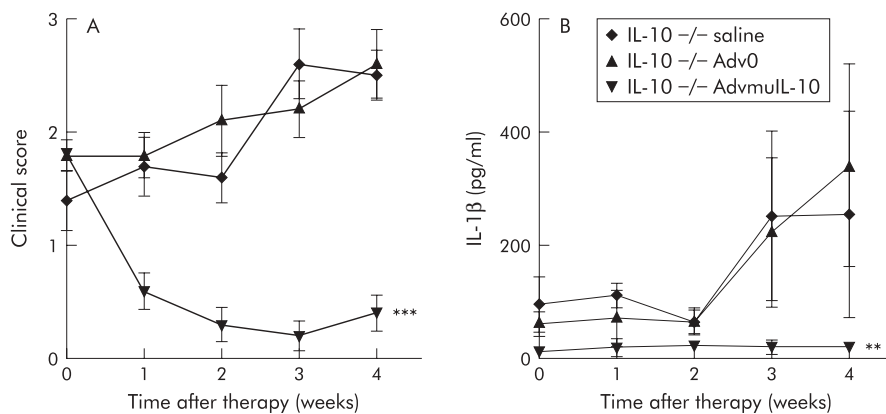 A
3
2
1
0
Clinical score
***
0 1 2 3 4
Time after therapy (weeks)
B
600
400
200
0
IL-1β (pg/ml)
IL-10 −/− saline
IL-10 −/− Adv0
IL-10 −/− AdvmuIL-10
**
0 1 2 3 4
Time after therapy (weeks)